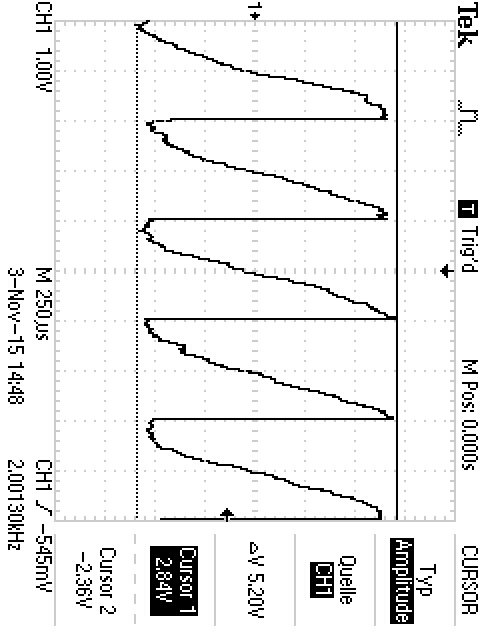 Tek
T Trig'd
M Pos: 0.000s
CURSOR
1
Typ
Amplitude
Quelle
CH1
ΔV 5.20V
Cursor 1
2.84V
Cursor 2
-2.36V
CH1 1.00V
M 250µs
CH1 / -545mV
3-Nov-15 14:48
2.00130kHz